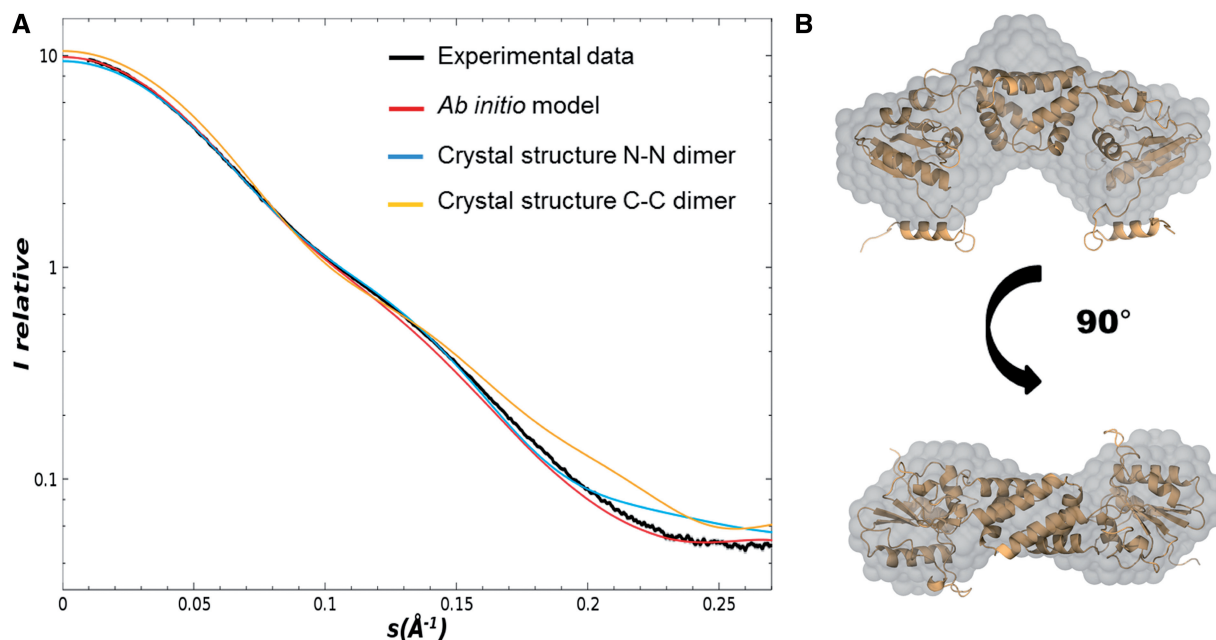 A
B
10
1
0.1
I relative
Experimental data
Ab initio model
Crystal structure N-N dimer
Crystal structure C-C dimer
0
0.05
0.1
0.15
0.2
0.25
s(Å⁻¹)
90°